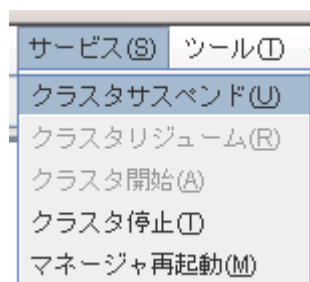 サービス(S) ツール(T)
クラスタサスペンド(U)
クラスタリジューム(R)
クラスタ開始(A)
クラスタ停止(T)
マネージャ再起動(M)